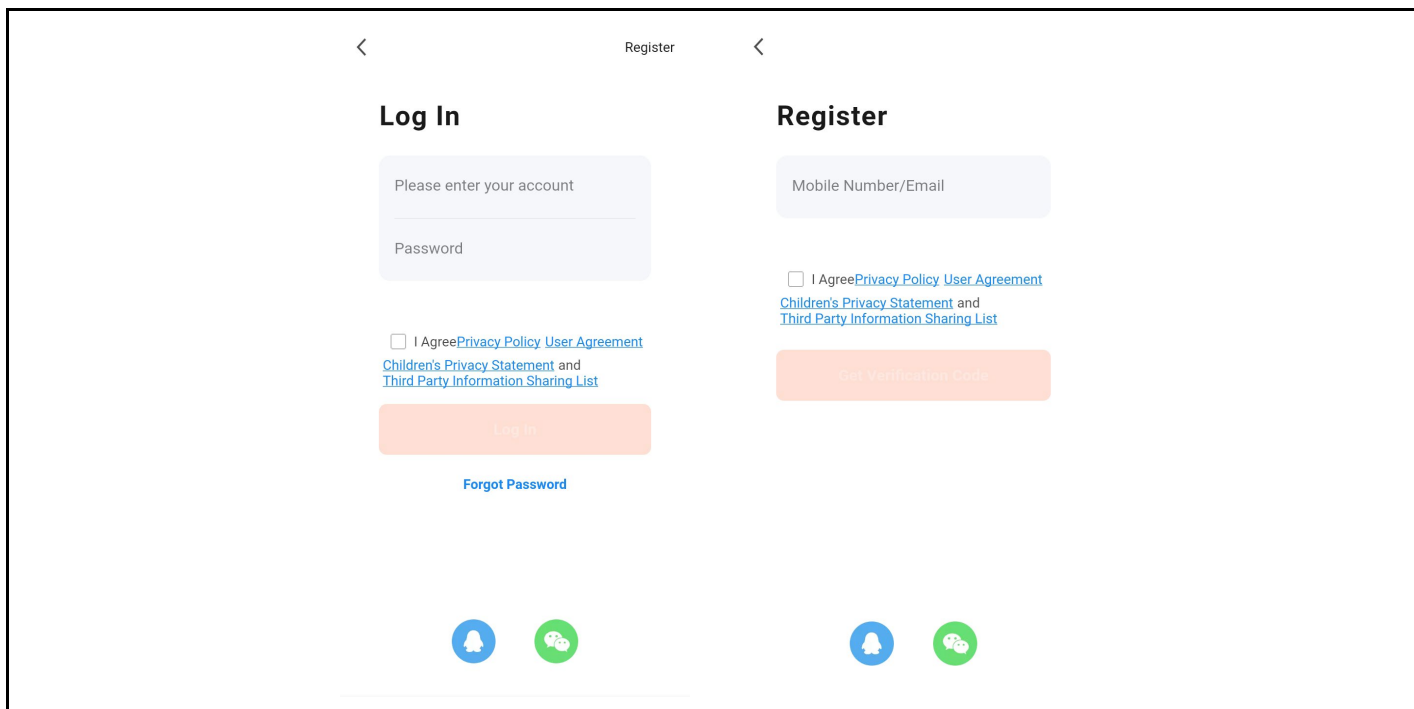 Register
Log In
Please enter your account
Password
I AgreePrivacy Policy User Agreement
Children's Privacy Statement and
Third Party Information Sharing List
Log In
Forgot Password
Register
Mobile Number/Email
I AgreePrivacy Policy User Agreement
Children's Privacy Statement and
Third Party Information Sharing List
Get Verification Code